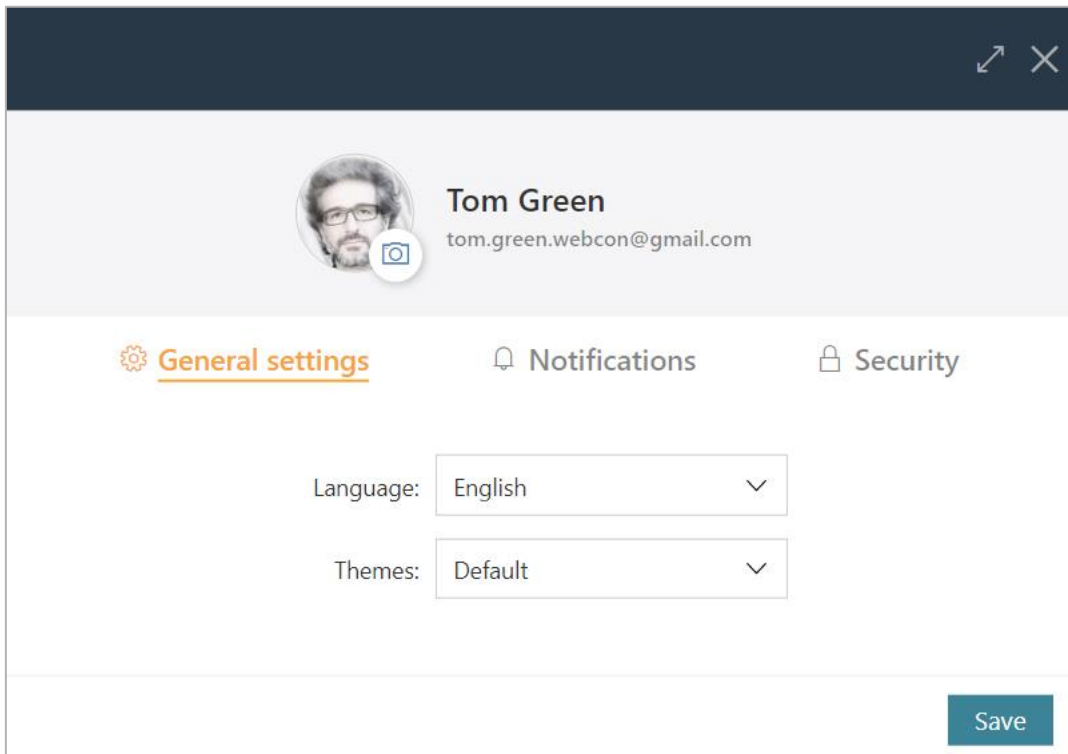 Tom Green
tom.green.webcon@gmail.com
General settings
Notifications
Security
Language:
English
Themes:
Default
Save